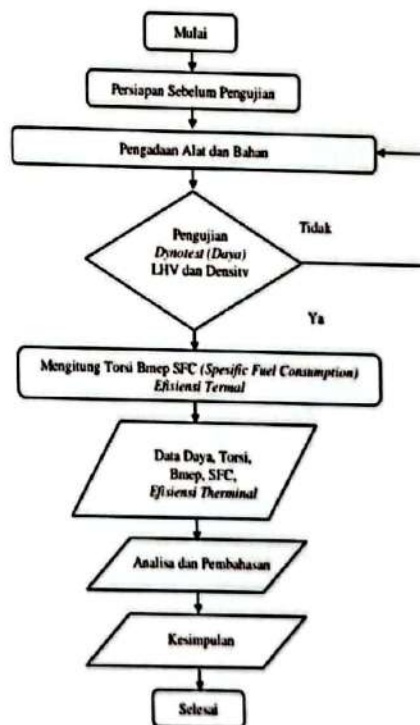 Mulai
Persiapan Sebelum Pengujian
Pengadaan Alat dan Bahan
Pengujian
Dynotest (Daya)
LHV dan Density
Tidak
Ya
Mengitung Torsi Bmep SFC (Spesific Fuel Consumption)
Efisiensi Termal
Data Daya, Torsi,
Bmep, SFC,
Efisiensi Therminal
Analisa dan Pembahasan
Kesimpulan
Selesai